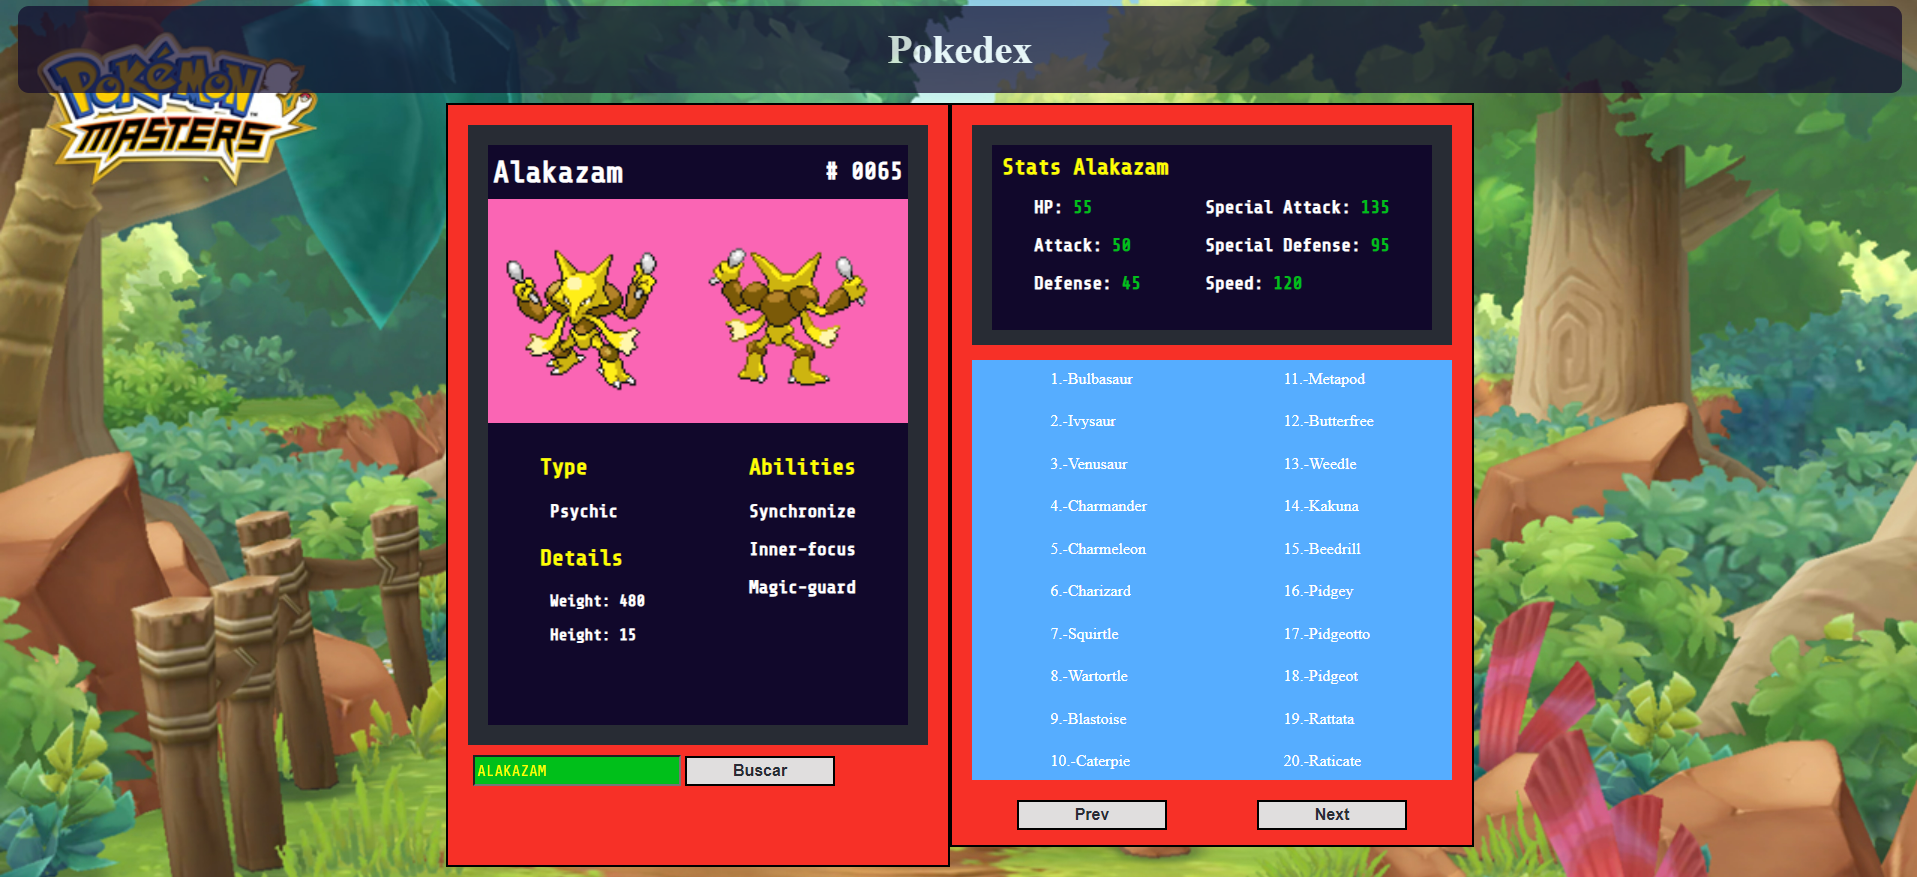 Pokedex
POKÉMON
MASTERS
Alakazam # 0065
Type
Psychic
Details
Weight: 480
Height: 15
Abilities
Synchronize
Inner-focus
Magic-guard
ALAKAZAM
Buscar
Stats Alakazam
HP: 55
Attack: 50
Defense: 45
Special Attack: 135
Special Defense: 95
Speed: 120
1.-Bulbasaur
2.-Ivysaur
3.-Venusaur
4.-Charmander
5.-Charmeleon
6.-Charizard
7.-Squirtle
8.-Wartortle
9.-Blastoise
10.-Caterpie
11.-Metapod
12.-Butterfree
13.-Weedle
14.-Kakuna
15.-Beedrill
16.-Pidgey
17.-Pidgeotto
18.-Pidgeot
19.-Rattata
20.-Raticate
Prev
Next